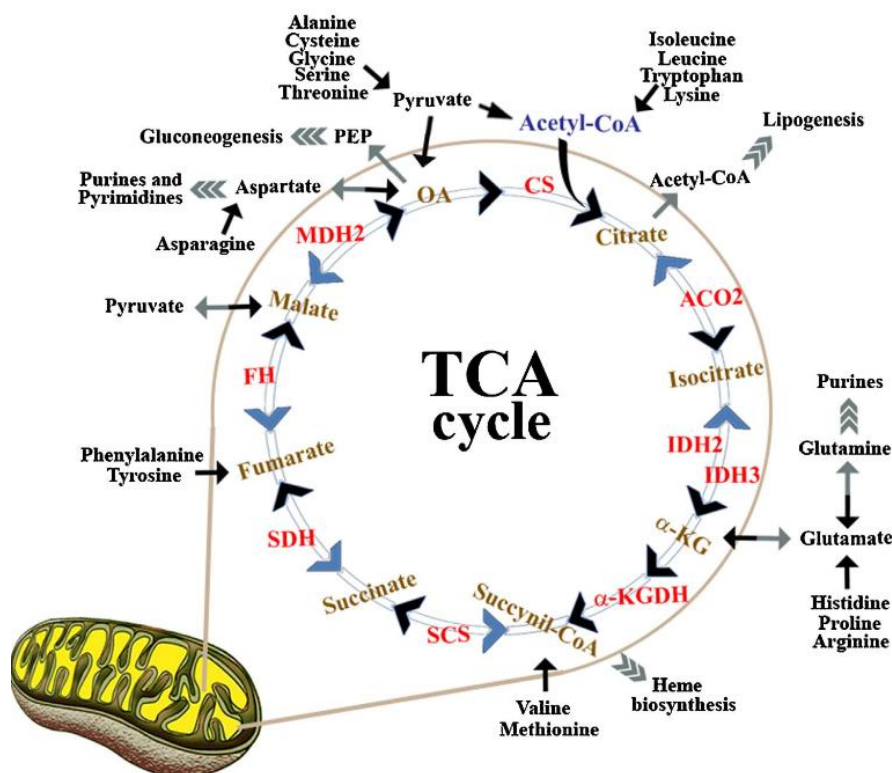 Alanine
Cysteine
Glycine
Serine
Threonine
Pyruvate
Isoleucine
Leucine
Tryptophan
Lysine
Acetyl-CoA
Lipogenesis
Gluconeogenesis
PEP
Acetyl-CoA
Purines and
Pyrimidines
Aspartate
OA
CS
Citrate
Asparagine
MDH2
ACO2
Pyruvate
Malate
Isocitrate
TCA
cycle
FH
Purines
IDH2
Glutamine
IDH3
Phenylalanine
Tyrosine
Fumarate
α-KG
Glutamate
SDH
Succinate
α-KGDH
Succynil-CoA
SCS
Histidine
Proline
Arginine
Valine
Methionine
Heme
biosynthesis